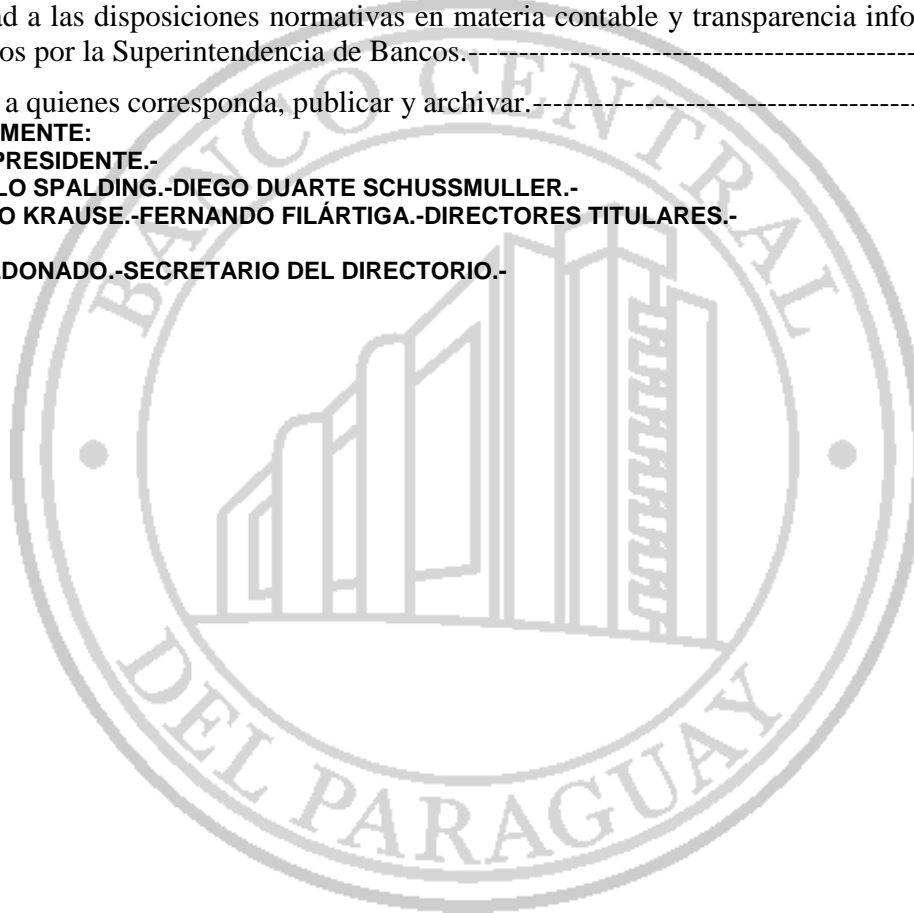 ad a las disposiciones normativas en materia contable y transparencia info
os por la Superintendencia de Bancos.-----------------------------------------------
a quienes corresponda, publicar y archivar.-----------------------------------------
MENTE:
PRESIDENTE.-
LO SPALDING.-DIEGO DUARTE SCHUSSMULLER.-
O KRAUSE.-FERNANDO FILÁRTIGA.-DIRECTORES TITULARES.-
LDONADO.-SECRETARIO DEL DIRECTORIO.-
BANCO CENTRAL
DEL PARAGUAY